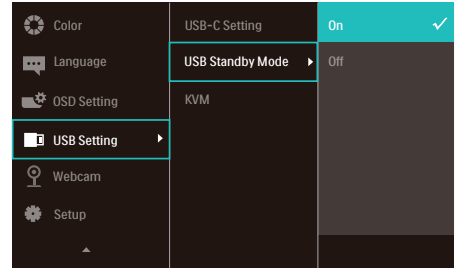 Color
Language
OSD Setting
USB Setting
Webcam
Setup
USB-C Setting
USB Standby Mode
KVM
On
Off